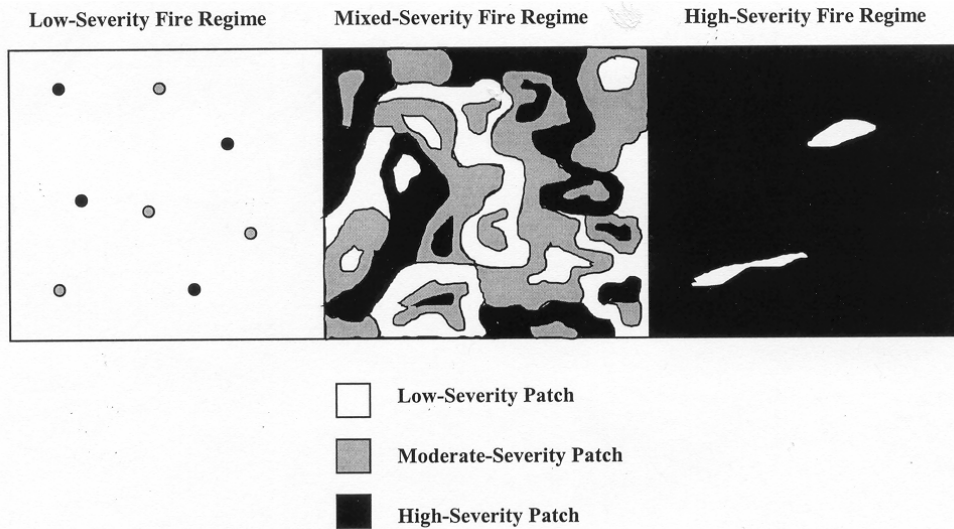 Low-Severity Fire Regime
Mixed-Severity Fire Regime
High-Severity Fire Regime
Low-Severity Patch
Moderate-Severity Patch
High-Severity Patch